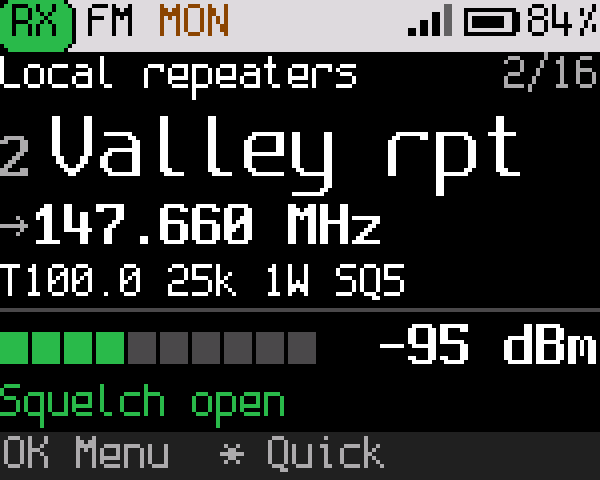 RX FM MON 84%
Local repeaters 2/16
2 Valley rpt
→147.660 MHz
T100.0 25k 1W SQ5
-95 dBm
Squelch open
OK Menu * Quick